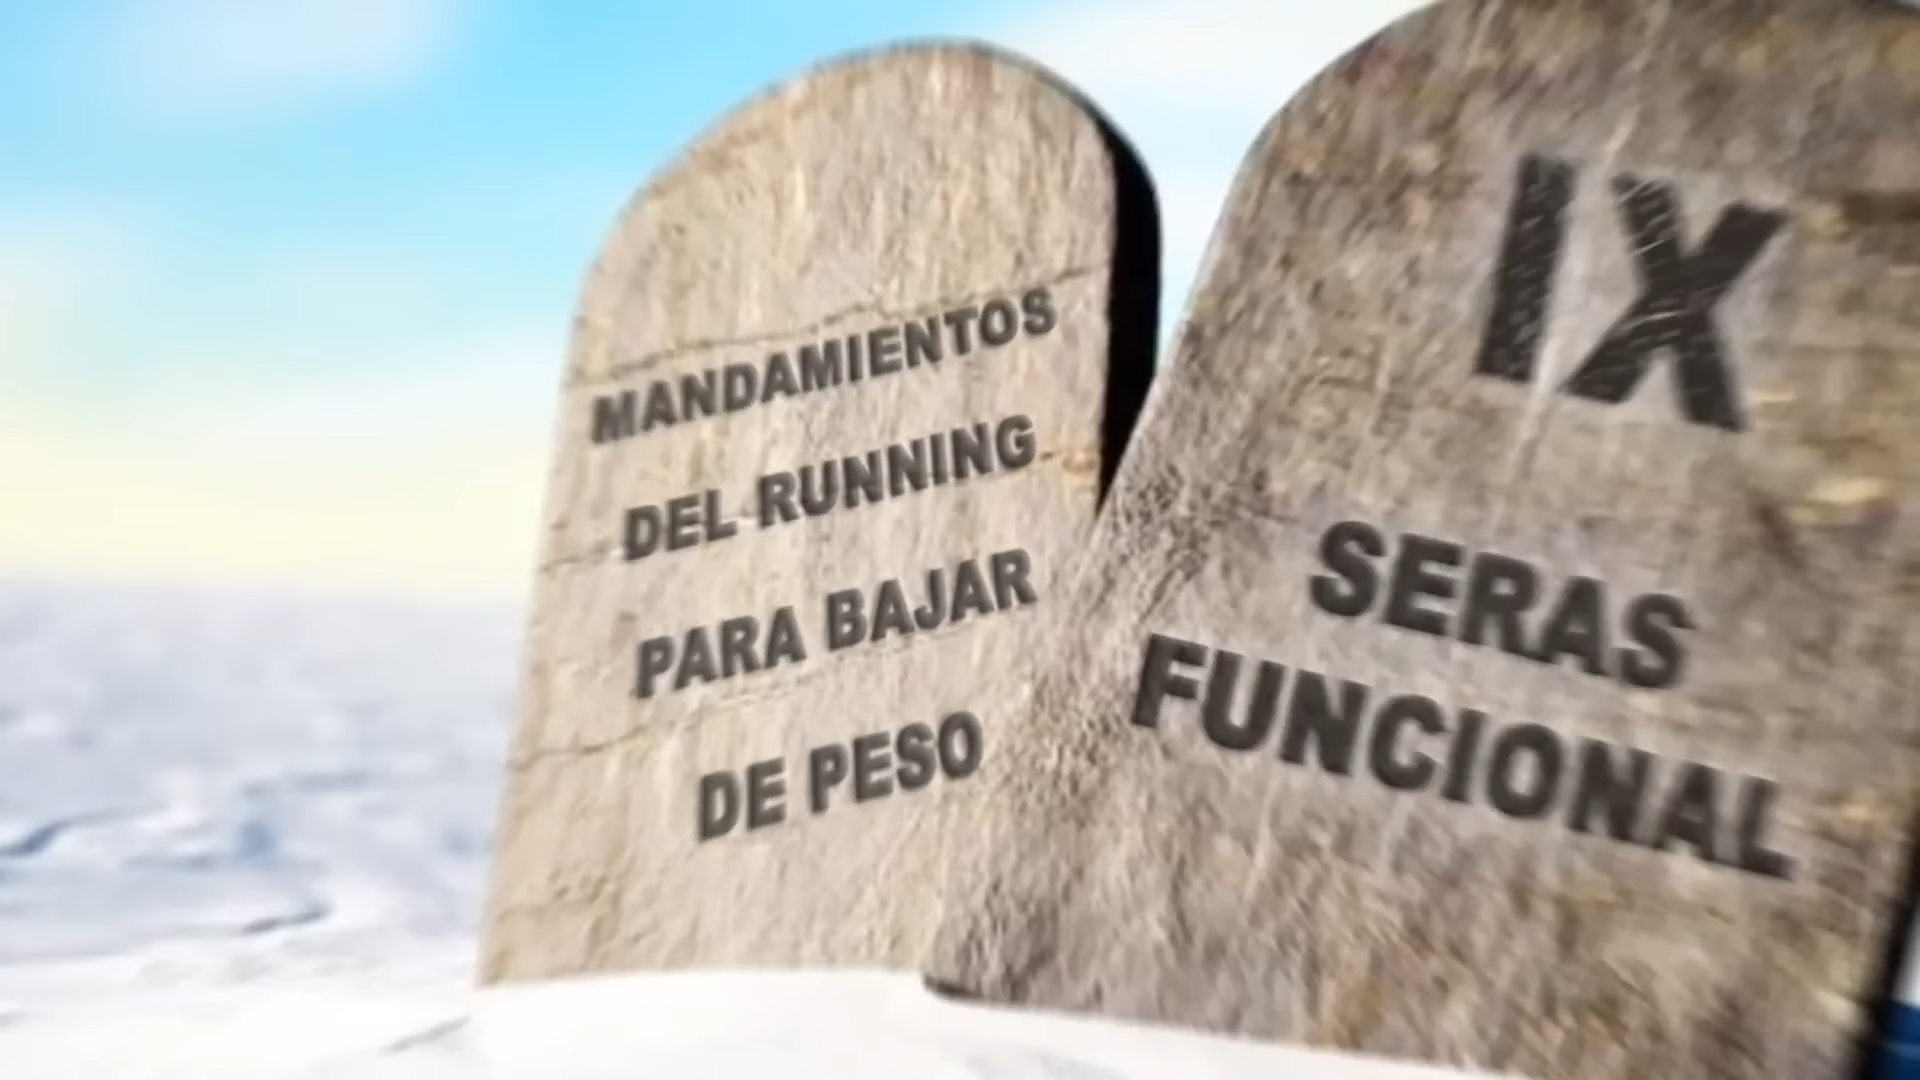 MANDAMIENTOS
DEL RUNNING
PARA BAJAR
DE PESO
IX
SERAS
FUNCIONAL